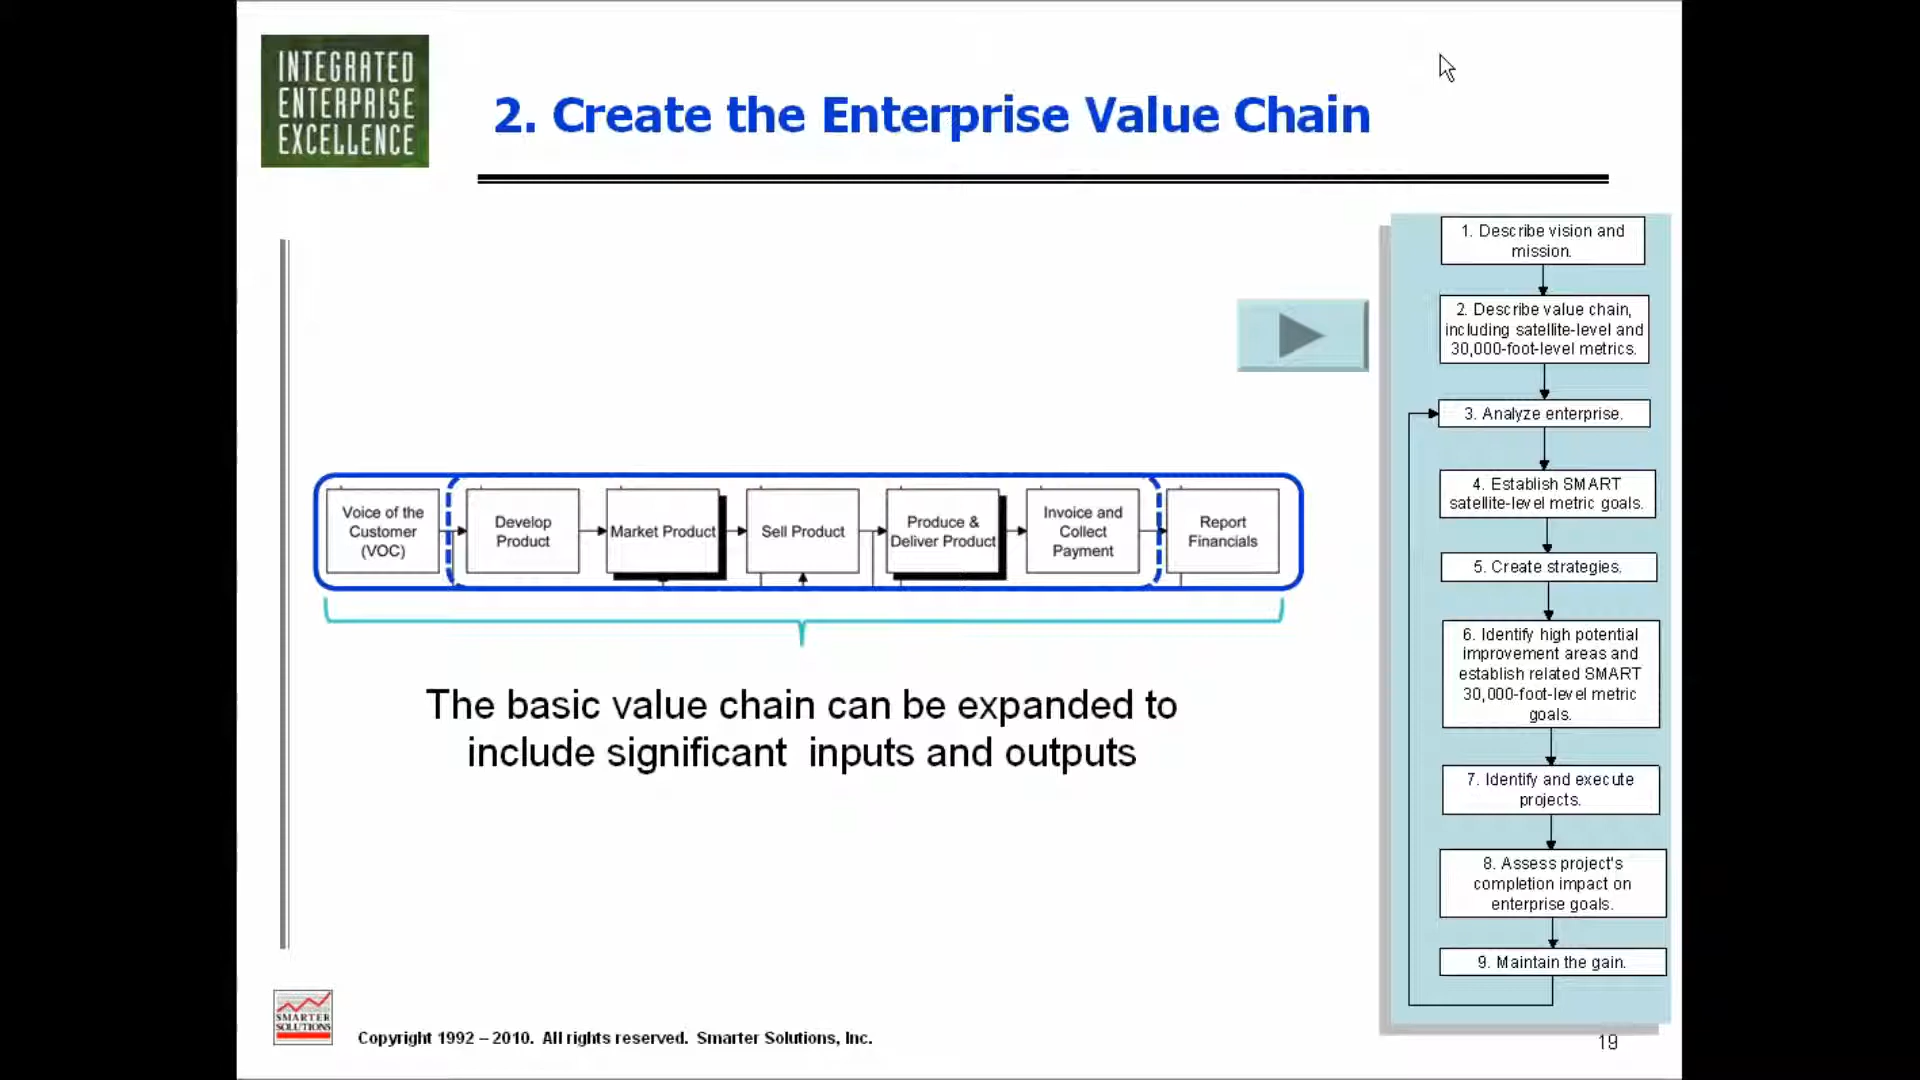 INTEGRATED
ENTERPRISE
EXCELLENCE
2. Create the Enterprise Value Chain
Voice of the
Customer
(VOC)
Develop
Product
Market Product
Sell Product
Produce &
Deliver Product
Invoice and
Collect
Payment
Report
Financials
The basic value chain can be expanded to
include significant  inputs and outputs
1. Describe vision and
mission.
2. Describe value chain,
including satellite-level and
30,000-foot-level metrics.
3. Analyze enterprise.
4. Establish SMART
satellite-level metric goals.
5. Create strategies.
6. Identify high potential
improvement areas and
establish related SMART
30,000-foot-level metric
goals.
7. Identify and execute
projects.
8. Assess project's
completion impact on
enterprise goals.
9. Maintain the gain.
SMARTER
SOLUTIONS
Copyright 1992 – 2010.  All rights reserved.  Smarter Solutions, Inc.
19